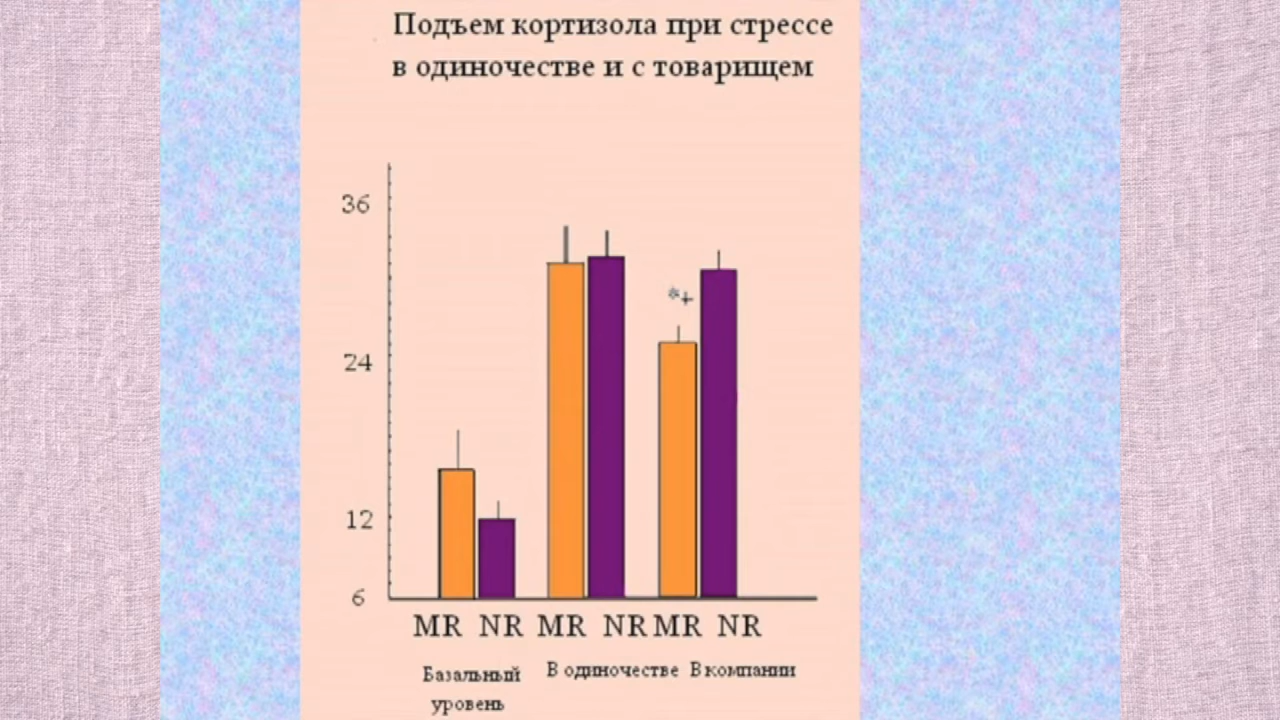 Подъем кортизола при стрессе
в одиночестве и с товарищем
36
24
12
6
*+
MR NR MR NR MR NR
Базальный уровень
В одиночестве
В компании